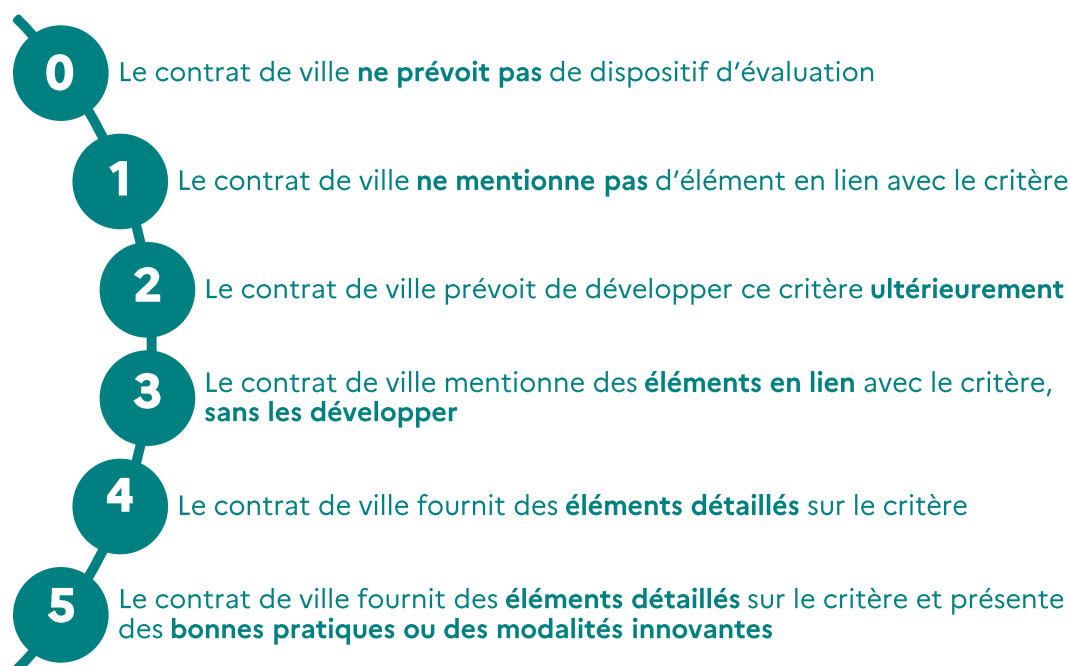 0
Le contrat de ville ne prévoit pas de dispositif d’évaluation
1
Le contrat de ville ne mentionne pas d’élément en lien avec le critère
2
Le contrat de ville prévoit de développer ce critère ultérieurement
3
Le contrat de ville mentionne des éléments en lien avec le critère,
sans les développer
4
Le contrat de ville fournit des éléments détaillés sur le critère
5
Le contrat de ville fournit des éléments détaillés sur le critère et présente
des bonnes pratiques ou des modalités innovantes